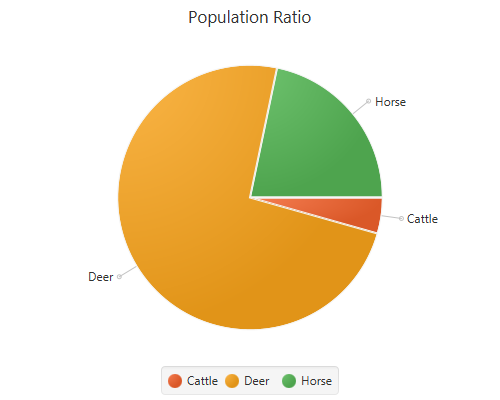 Population Ratio
Horse
Cattle
Deer
Cattle Deer Horse